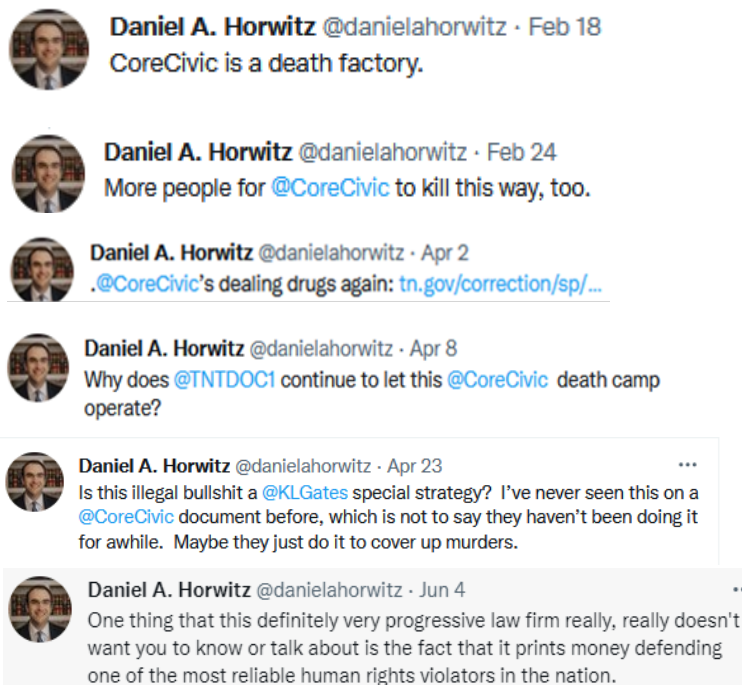 Daniel A. Horwitz @danielahorwitz · Feb 18
CoreCivic is a death factory.
Daniel A. Horwitz @danielahorwitz · Feb 24
More people for @CoreCivic to kill this way, too.
Daniel A. Horwitz @danielahorwitz · Apr 2
.@CoreCivic's dealing drugs again: tn.gov/correction/sp/...
Daniel A. Horwitz @danielahorwitz · Apr 8
Why does @TNTDOC1 continue to let this @CoreCivic death camp
operate?
Daniel A. Horwitz @danielahorwitz · Apr 23
Is this illegal bullshit a @KLGates special strategy? I've never seen this on a
@CoreCivic document before, which is not to say they haven't been doing it
for awhile. Maybe they just do it to cover up murders.
Daniel A. Horwitz @danielahorwitz · Jun 4
One thing that this definitely very progressive law firm really, really doesn't
want you to know or talk about is the fact that it prints money defending
one of the most reliable human rights violators in the nation.